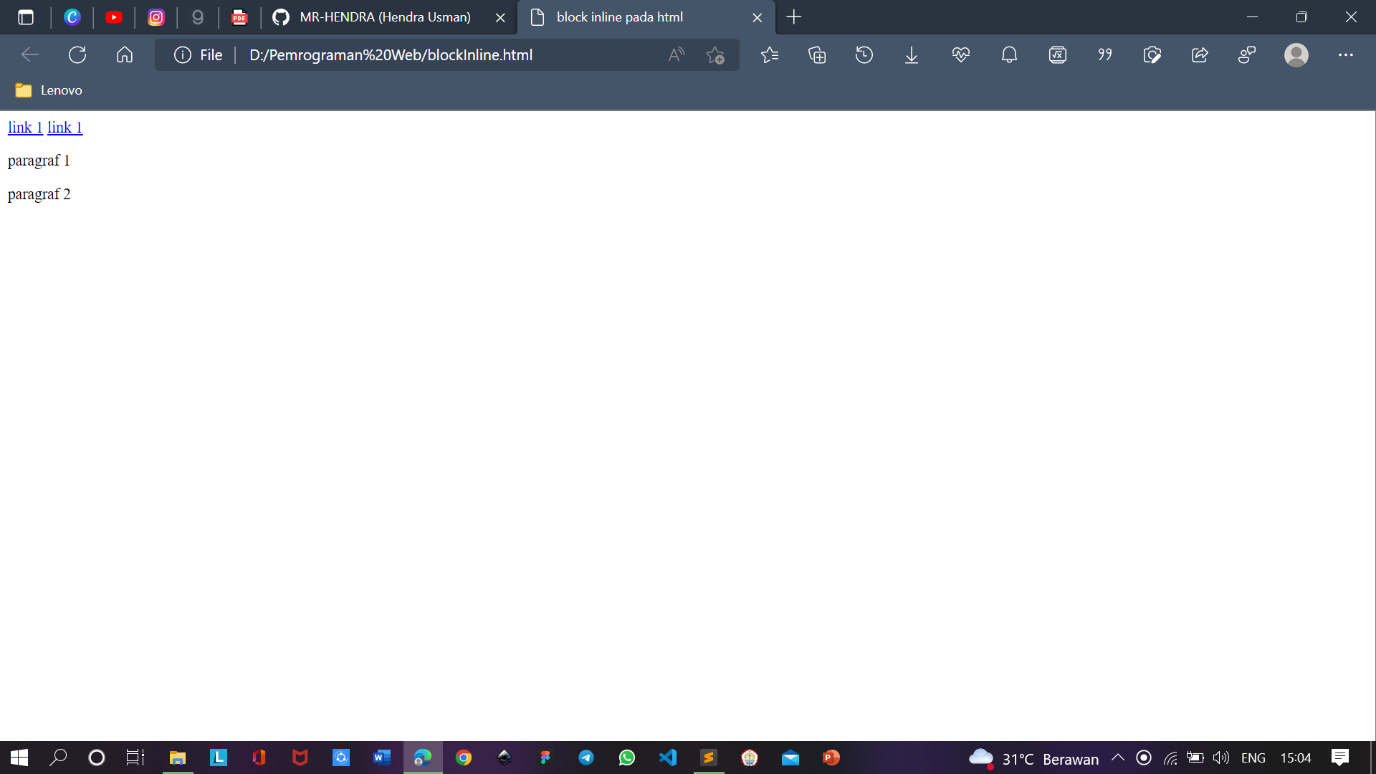 MR-HENDRA (Hendra Usman)
block inline pada html
File D:/Pemrograman%20Web/blockInline.html
Lenovo
link 1 link 1
paragraf 1
paragraf 2
31°C Berawan ENG 15:04